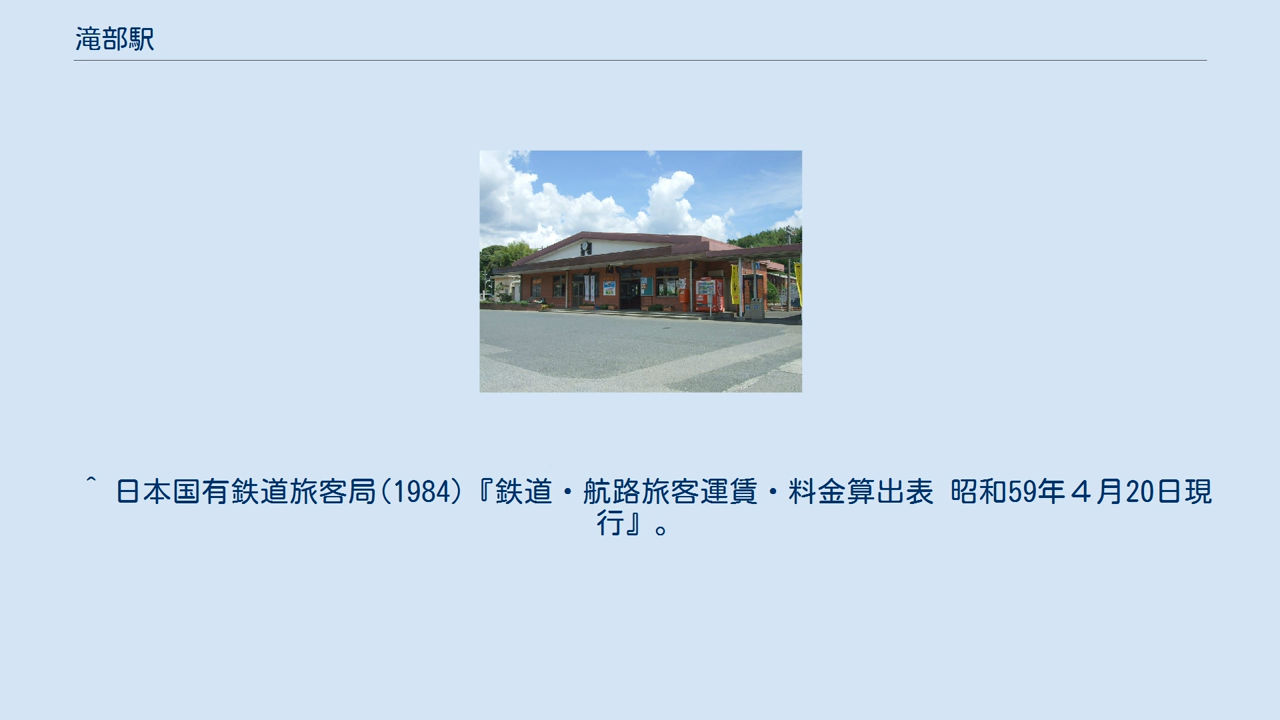 滝部駅
^ 日本国有鉄道旅客局(1984)『鉄道・航路旅客運賃・料金算出表 昭和59年４月20日現
行』。